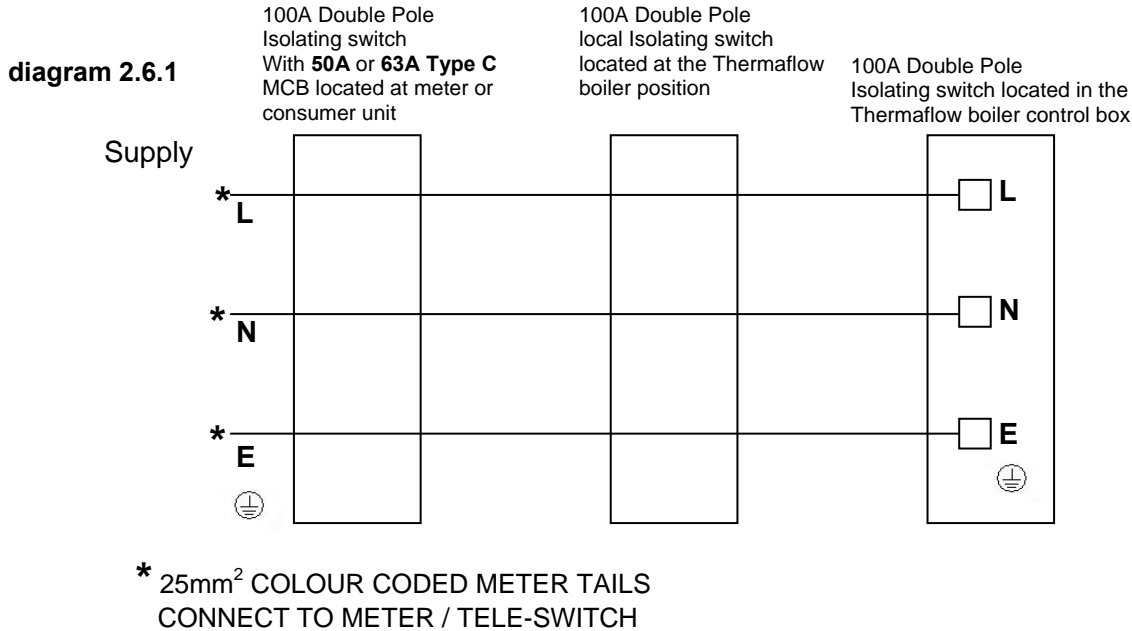 100A Double Pole
Isolating switch
With 50A or 63A Type C
MCB located at meter or
consumer unit
100A Double Pole
local Isolating switch
located at the Thermaflow
boiler position
100A Double Pole
Isolating switch located in the
Thermaflow boiler control box
diagram 2.6.1
Supply
* L
L
* N
N
* E
E
* 25mm² COLOUR CODED METER TAILS
CONNECT TO METER / TELE-SWITCH